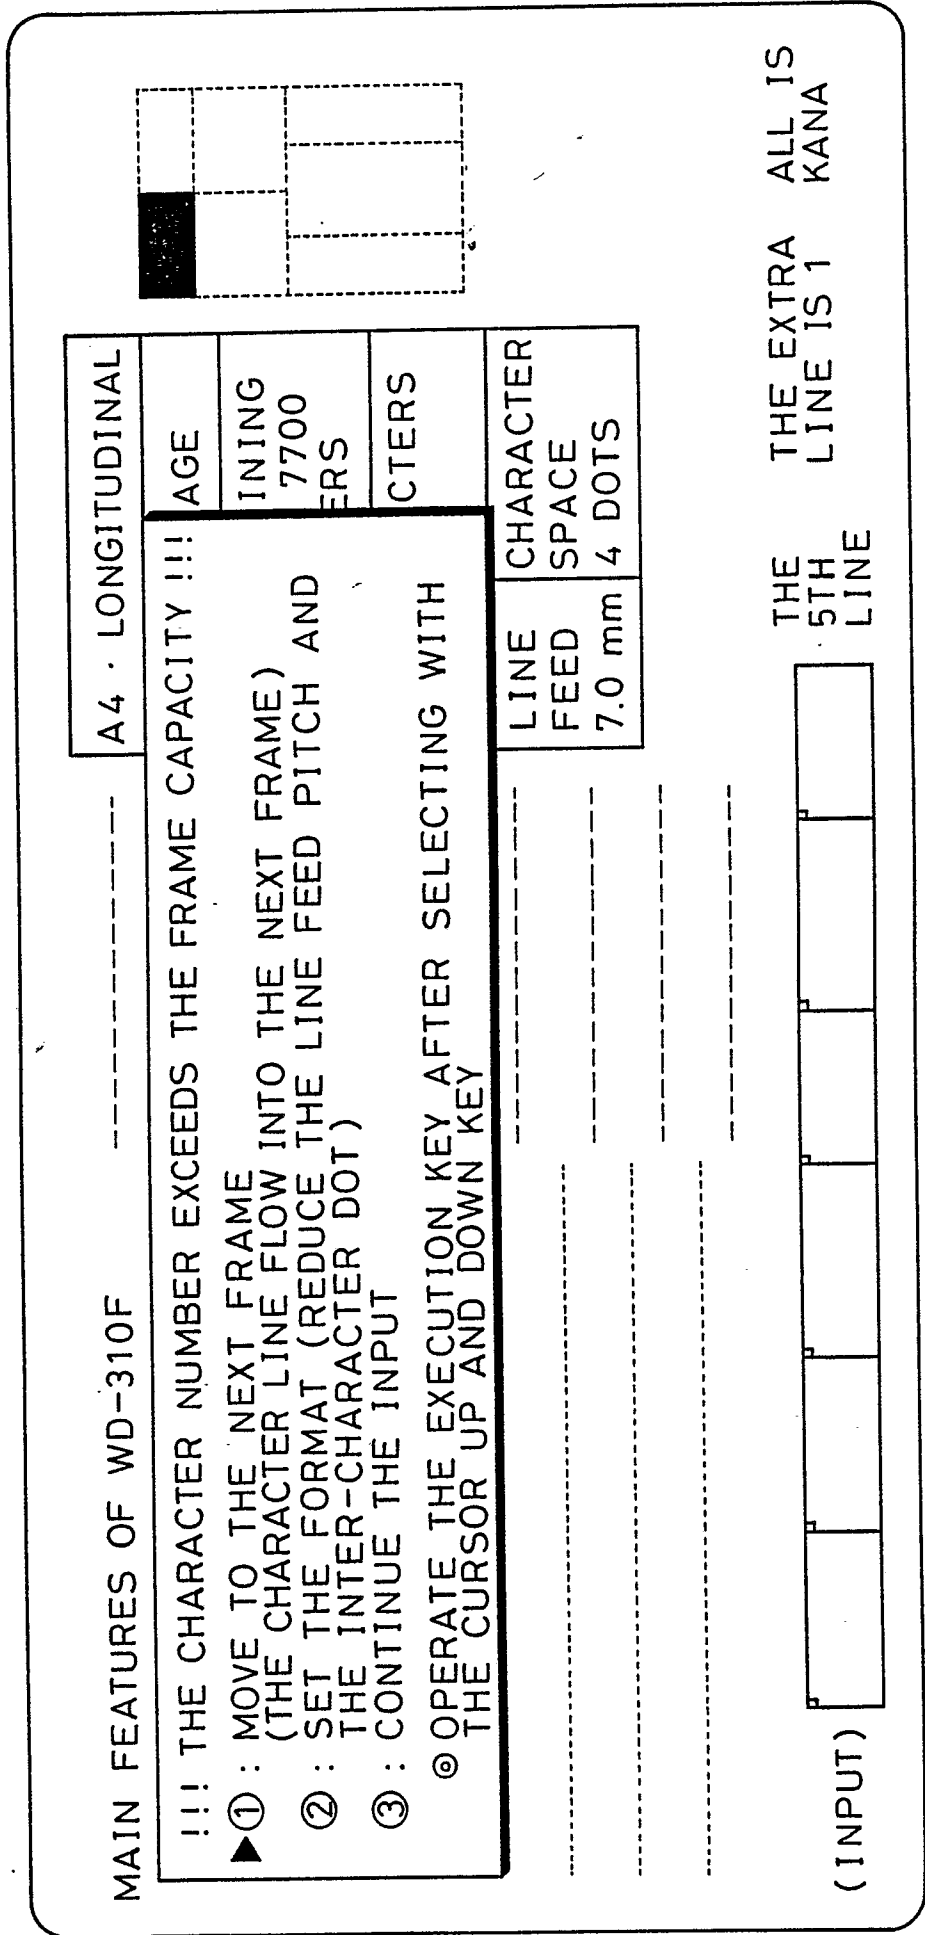 MAIN FEATURES OF WD-310F
A4 · LONGITUDINAL
!!! THE CHARACTER NUMBER EXCEEDS THE FRAME CAPACITY !!!
▶①: MOVE TO THE NEXT FRAME
(THE CHARACTER LINE FLOW INTO THE NEXT FRAME)
②: SET THE FORMAT (REDUCE THE LINE FEED PITCH AND
THE INTER-CHARACTER DOT)
③: CONTINUE THE INPUT
◎OPERATE THE EXECUTION KEY AFTER SELECTING WITH
THE CURSOR UP AND DOWN KEY
AGE
INING
7700
ERS
CTERS
LINE
FEED
7.0 mm
CHARACTER
SPACE
4 DOTS
(INPUT)
THE
5TH
LINE
THE EXTRA
LINE IS 1
ALL IS
KANA